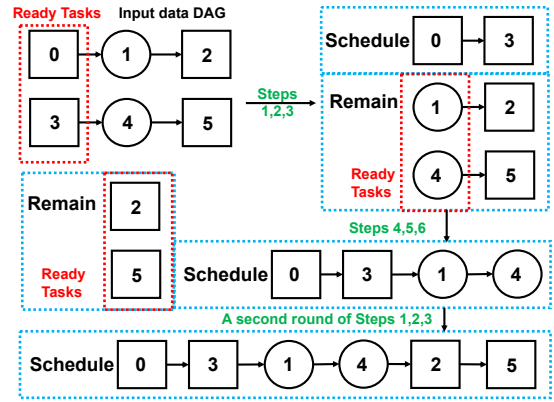 Ready Tasks Input data DAG
0 1 2
3 4 5
Steps
1,2,3
Schedule 0 3
Remain 1 2
Ready
Tasks
4 5
Steps 4,5,6
Remain 2
Ready
Tasks
5
Schedule 0 3 1 4
A second round of Steps 1,2,3
Schedule 0 3 1 4 2 5